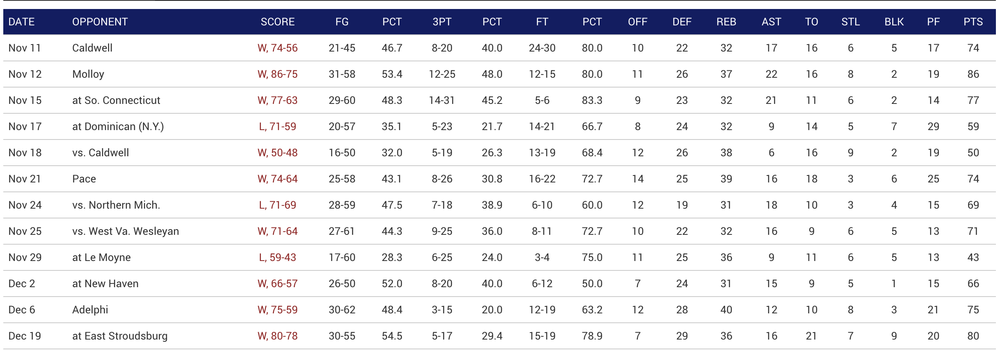 DATE OPPONENT SCORE FG PCT 3PT PCT FT PCT OFF DEF REB AST TO STL BLK PF PTS
Nov 11 Caldwell W, 74-56 21-45 46.7 8-20 40.0 24-30 80.0 10 22 32 17 16 6 5 17 74
Nov 12 Molloy W, 86-75 31-58 53.4 12-25 48.0 12-15 80.0 11 26 37 22 16 8 2 19 86
Nov 15 at So. Connecticut W, 77-63 29-60 48.3 14-31 45.2 5-6 83.3 9 23 32 21 11 6 2 14 77
Nov 17 at Dominican (N.Y.) L, 71-59 20-57 35.1 5-23 21.7 14-21 66.7 8 24 32 9 14 5 7 29 59
Nov 18 vs. Caldwell W, 50-48 16-50 32.0 5-19 26.3 13-19 68.4 12 26 38 6 16 9 2 19 50
Nov 21 Pace W, 74-64 25-58 43.1 8-26 30.8 16-22 72.7 14 25 39 16 18 3 6 25 74
Nov 24 vs. Northern Mich. L, 71-69 28-59 47.5 7-18 38.9 6-10 60.0 12 19 31 18 10 3 4 15 69
Nov 25 vs. West Va. Wesleyan W, 71-64 27-61 44.3 9-25 36.0 8-11 72.7 10 22 32 16 9 6 5 13 71
Nov 29 at Le Moyne L, 59-43 17-60 28.3 6-25 24.0 3-4 75.0 11 25 36 9 11 6 5 13 43
Dec 2 at New Haven W, 66-57 26-50 52.0 8-20 40.0 6-12 50.0 7 24 31 15 9 5 1 15 66
Dec 6 Adelphi W, 75-59 30-62 48.4 3-15 20.0 12-19 63.2 12 28 40 12 10 8 3 21 75
Dec 19 at East Stroudsburg W, 80-78 30-55 54.5 5-17 29.4 15-19 78.9 7 29 36 16 21 7 9 20 80